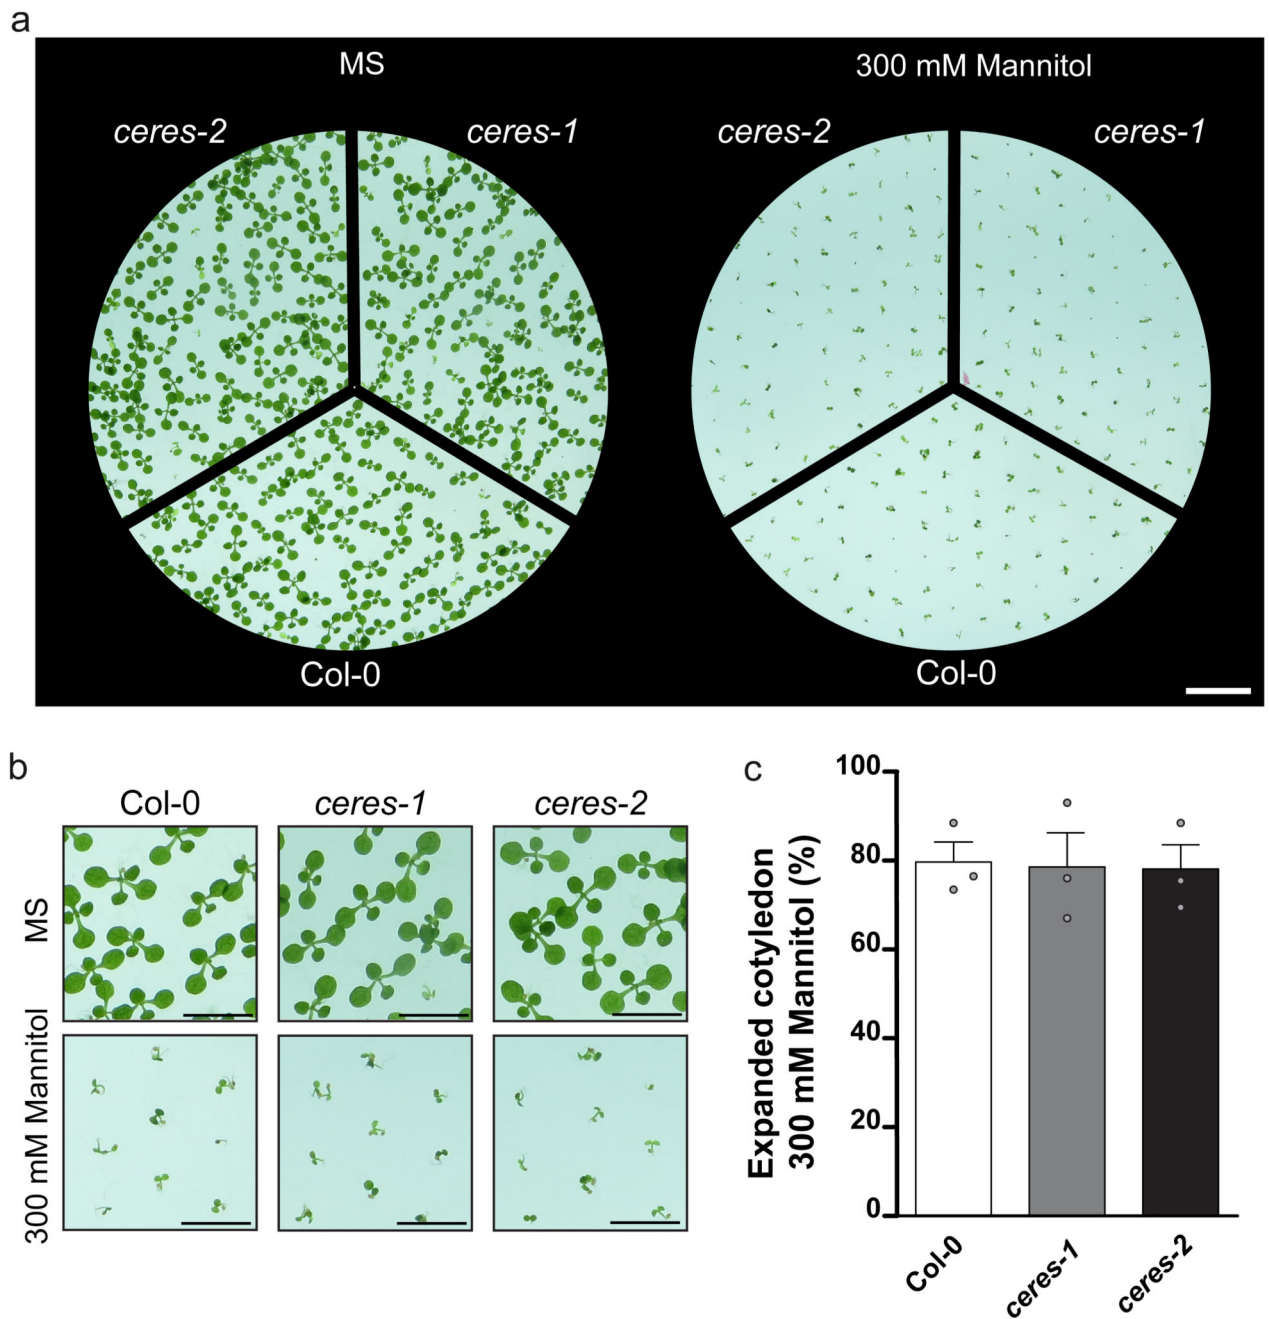 a
MS
300 mM Mannitol
ceres-2
ceres-1
ceres-2
ceres-1
Col-0
Col-0
b
Col-0
ceres-1
ceres-2
MS
300 mM Mannitol
c
Expanded cotyledon
300 mM Mannitol (%)
100
80
60
40
20
0
Col-0
ceres-1
ceres-2